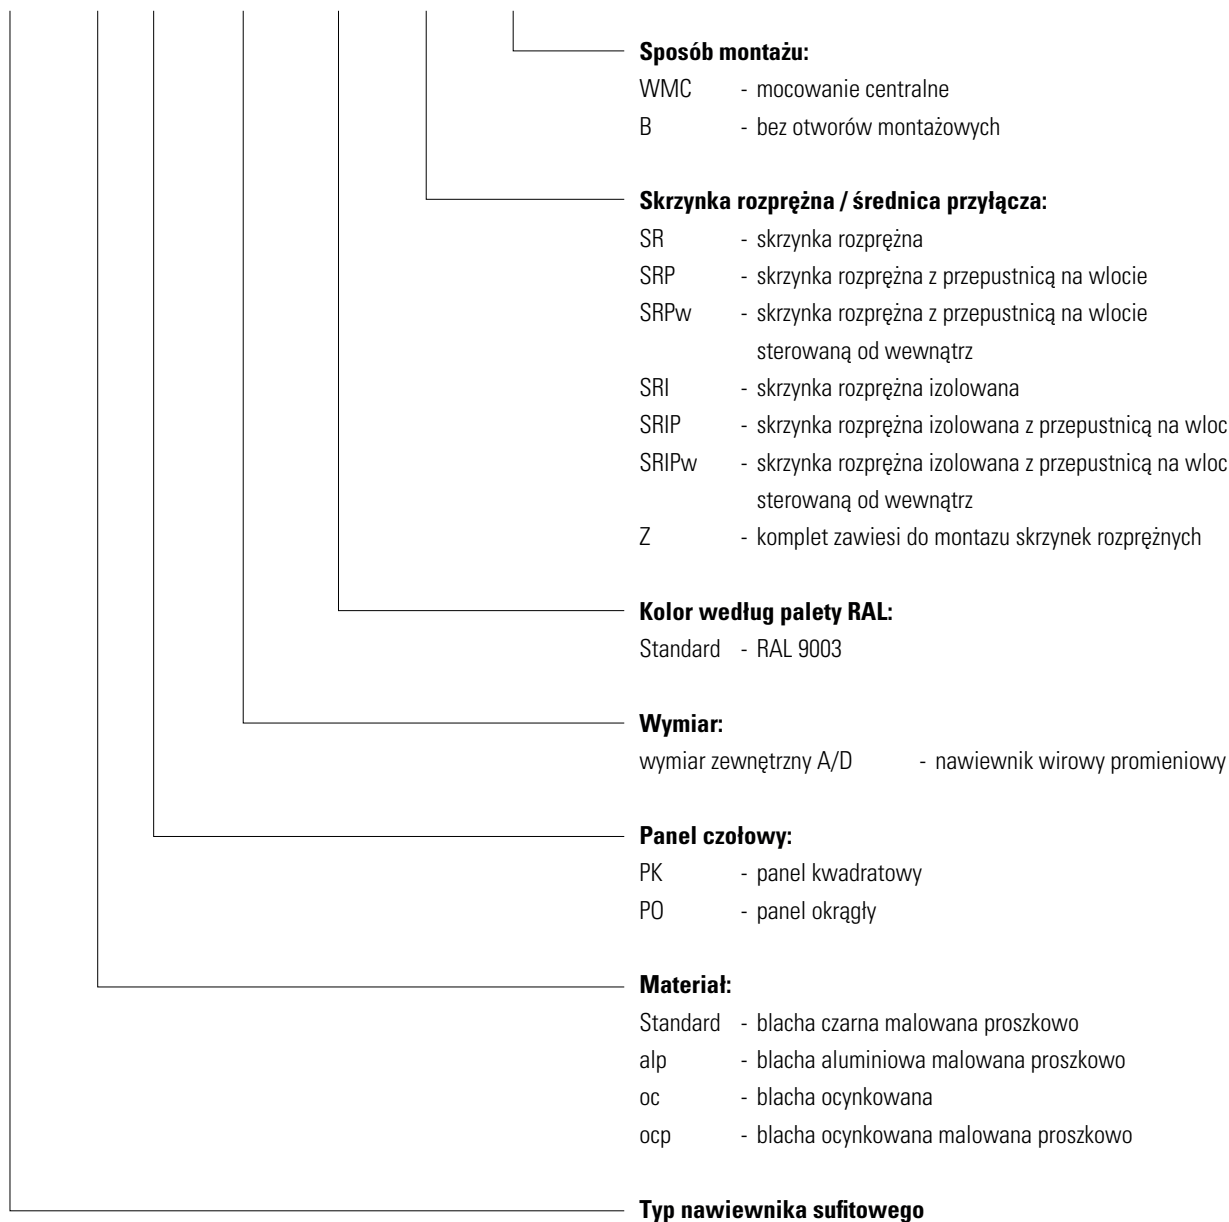 Sposób montażu:
WMC - mocowanie centralne
B - bez otworów montażowych
Skrzynka rozprężna / średnica przyłącza:
SR - skrzynka rozprężna
SRP - skrzynka rozprężna z przepustnicą na wlocie
SRPw - skrzynka rozprężna z przepustnicą na wlocie
sterowaną od wewnątrz
SRI - skrzynka rozprężna izolowana
SRIP - skrzynka rozprężna izolowana z przepustnicą na wloc
SRIPw - skrzynka rozprężna izolowana z przepustnicą na wloc
sterowaną od wewnątrz
Z - komplet zawiesi do montazu skrzynek rozprężnych
Kolor według palety RAL:
Standard - RAL 9003
Wymiar:
wymiar zewnętrzny A/D - nawiewnik wirowy promieniowy
Panel czołowy:
PK - panel kwadratowy
PO - panel okrągły
Materiał:
Standard - blacha czarna malowana proszkowo
alp - blacha aluminiowa malowana proszkowo
oc - blacha ocynkowana
ocp - blacha ocynkowana malowana proszkowo
Typ nawiewnika sufitowego